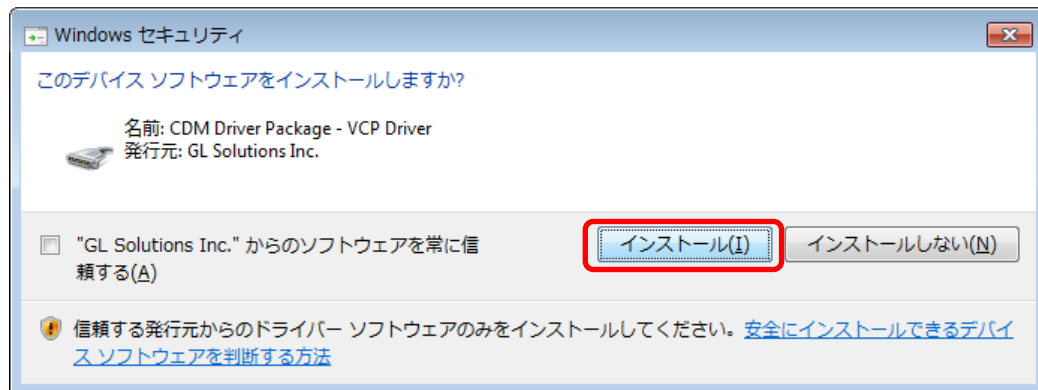 Windows セキュリティ
このデバイス ソフトウェアをインストールしますか?
名前: CDM Driver Package - VCP Driver
発行元: GL Solutions Inc.
"GL Solutions Inc." からのソフトウェアを常に信
頼する(A)
インストール(I)
インストールしない(N)
信頼する発行元からのドライバー ソフトウェアのみをインストールしてください。安全にインストールできるデバイ
ス ソフトウェアを判断する方法